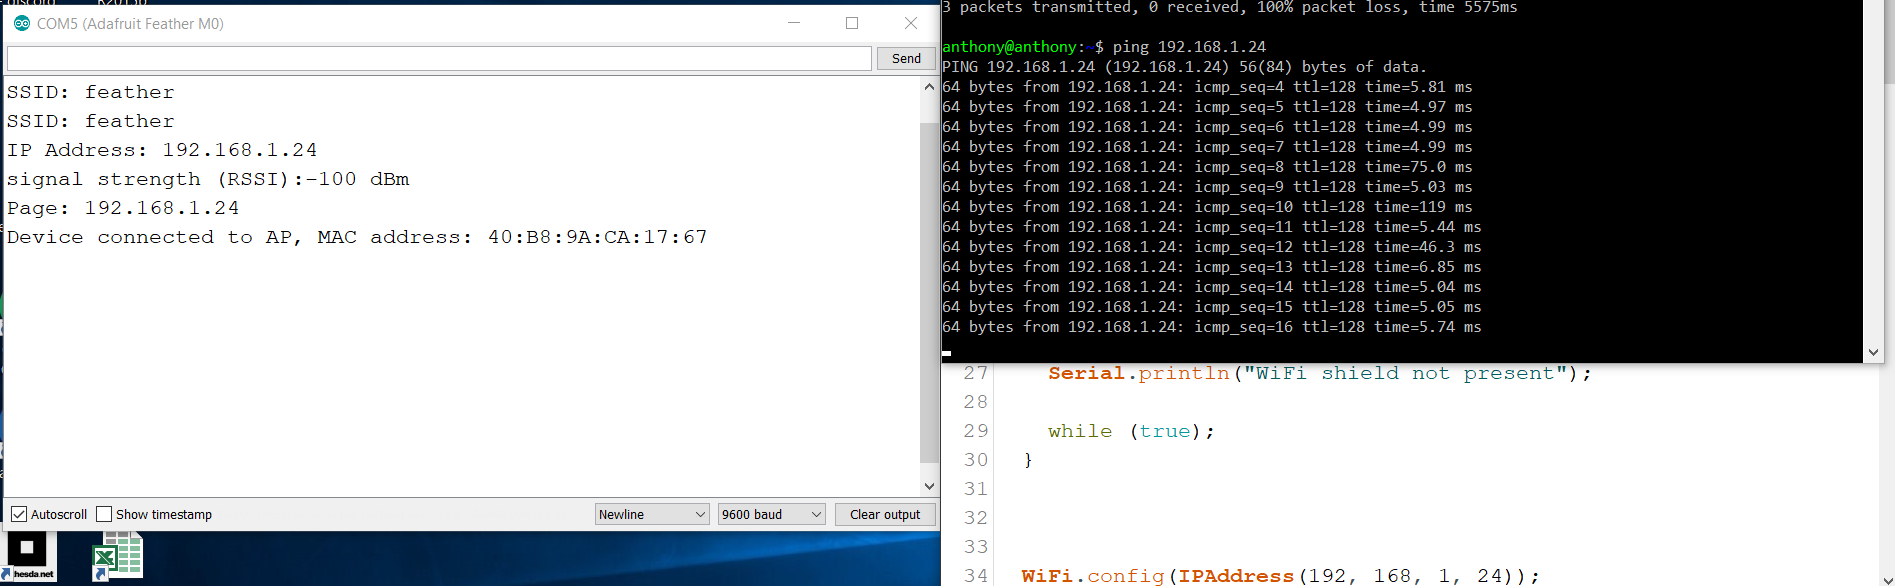 COM5 (Adafruit Feather M0)
Send
SSID: feather
SSID: feather
IP Address: 192.168.1.24
signal strength (RSSI):-100 dBm
Page: 192.168.1.24
Device connected to AP, MAC address: 40:B8:9A:CA:17:67
Autoscroll
Show timestamp
Newline
9600 baud
Clear output
hesda.net
3 packets transmitted, 0 received, 100% packet loss, time 5575ms
anthony@anthony:~$ ping 192.168.1.24
PING 192.168.1.24 (192.168.1.24) 56(84) bytes of data.
64 bytes from 192.168.1.24: icmp_seq=4 ttl=128 time=5.81 ms
64 bytes from 192.168.1.24: icmp_seq=5 ttl=128 time=4.97 ms
64 bytes from 192.168.1.24: icmp_seq=6 ttl=128 time=4.99 ms
64 bytes from 192.168.1.24: icmp_seq=7 ttl=128 time=4.99 ms
64 bytes from 192.168.1.24: icmp_seq=8 ttl=128 time=75.0 ms
64 bytes from 192.168.1.24: icmp_seq=9 ttl=128 time=5.03 ms
64 bytes from 192.168.1.24: icmp_seq=10 ttl=128 time=119 ms
64 bytes from 192.168.1.24: icmp_seq=11 ttl=128 time=5.44 ms
64 bytes from 192.168.1.24: icmp_seq=12 ttl=128 time=46.3 ms
64 bytes from 192.168.1.24: icmp_seq=13 ttl=128 time=6.85 ms
64 bytes from 192.168.1.24: icmp_seq=14 ttl=128 time=5.04 ms
64 bytes from 192.168.1.24: icmp_seq=15 ttl=128 time=5.05 ms
64 bytes from 192.168.1.24: icmp_seq=16 ttl=128 time=5.74 ms
27 Serial.println("WiFi shield not present");
28
29 while (true);
30 }
31
32
33
34 WiFi.config(IPAddress(192, 168, 1, 24));